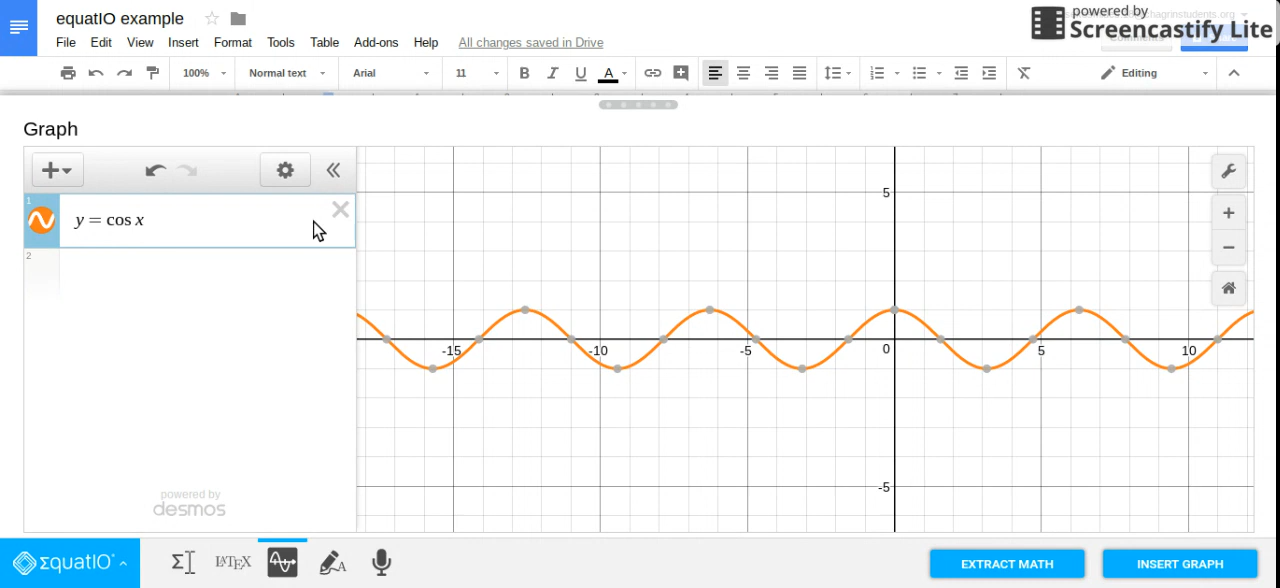 equatIO example
powered by
Screencastify Lite
File Edit View Insert Format Tools Table Add-ons Help All changes saved in Drive
100% Normal text Arial 11 B I U A Editing
Graph
1
y = cos x
2
5
-15 -10 -5 0 5 10
-5
powered by
desmos
ΣquatIO
Σ LATEX A
EXTRACT MATH INSERT GRAPH